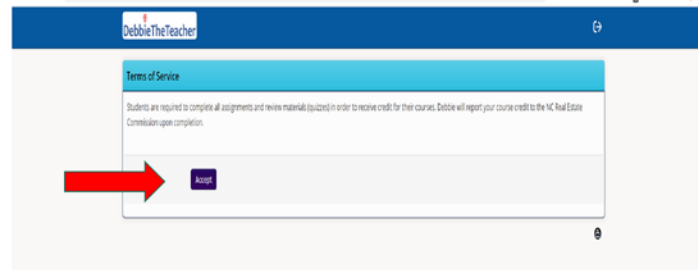 DebbieTheTeacher
Terms of Service
Students are required to complete all assignments and review materials (quizzes) in order to receive credit for their courses. Debbie will report your course credit to the NC Real Estate
Commission upon completion.
Accept